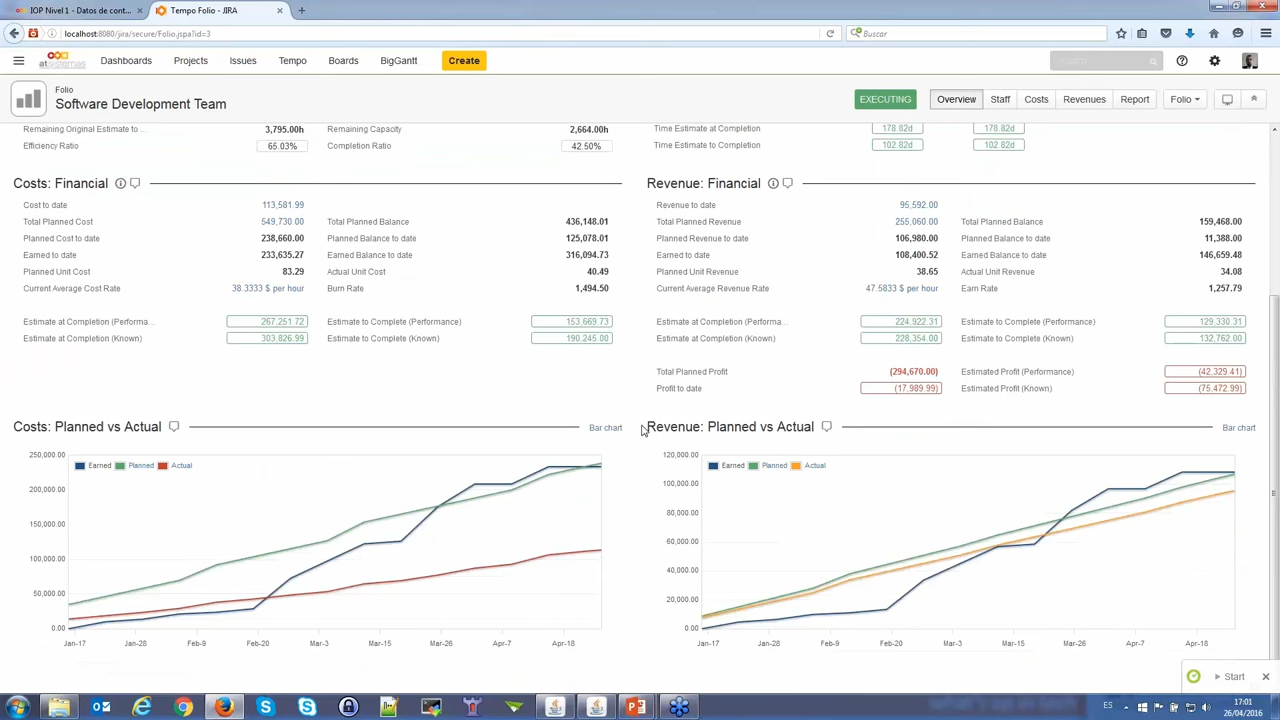 IOP Nivel 1 - Datos de cont...
Tempo Folio - JIRA
localhost:8080/jira/secure/Folio.jspa?id=3
Buscar
atsistemas
Dashboards Projects Issues Tempo Boards BigGantt Create
Folio
Software Development Team
EXECUTING Overview Staff Costs Revenues Report Folio
Remaining Original Estimate to ... 3,795.00h Remaining Capacity 2,664.00h Time Estimate at Completion 178.82d 178.82d
Efficiency Ratio 65.03% Completion Ratio 42.50% Time Estimate to Completion 102.82d 102.82d
Costs: Financial
Cost to date 113,581.99
Total Planned Cost 549,730.00 Total Planned Balance 436,148.01
Planned Cost to date 238,660.00 Planned Balance to date 125,078.01
Earned to date 233,635.27 Earned Balance to date 316,094.73
Planned Unit Cost 83.29 Actual Unit Cost 40.49
Current Average Cost Rate 38.3333 $ per hour Burn Rate 1,494.50
Estimate at Completion (Performa... 267,251.72 Estimate to Complete (Performance) 153,669.73
Estimate at Completion (Known) 303,826.99 Estimate to Complete (Known) 190,245.00
Revenue: Financial
Revenue to date 95,592.00
Total Planned Revenue 255,060.00 Total Planned Balance 159,468.00
Planned Revenue to date 106,980.00 Planned Balance to date 11,388.00
Earned to date 108,400.52 Earned Balance to date 146,659.48
Planned Unit Revenue 38.65 Actual Unit Revenue 34.08
Current Average Revenue Rate 47.5833 $ per hour Earn Rate 1,257.79
Estimate at Completion (Performa... 224,922.31 Estimate to Complete (Performance) 129,330.31
Estimate at Completion (Known) 228,354.00 Estimate to Complete (Known) 132,762.00
Total Planned Profit (294,670.00) Estimated Profit (Performance) (42,329.41)
Profit to date (17,989.99) Estimated Profit (Known) (75,472.99)
Costs: Planned vs Actual Bar chart
Earned Planned Actual
250,000.00
200,000.00
150,000.00
100,000.00
50,000.00
0.00
Jan-17 Jan-28 Feb-9 Feb-20 Mar-3 Mar-15 Mar-26 Apr-7 Apr-18
Revenue: Planned vs Actual Bar chart
Earned Planned Actual
120,000.00
100,000.00
80,000.00
60,000.00
40,000.00
20,000.00
0.00
Jan-17 Jan-28 Feb-9 Feb-20 Mar-3 Mar-15 Mar-26 Apr-7 Apr-18
Start
ES
17:01
26/04/2016